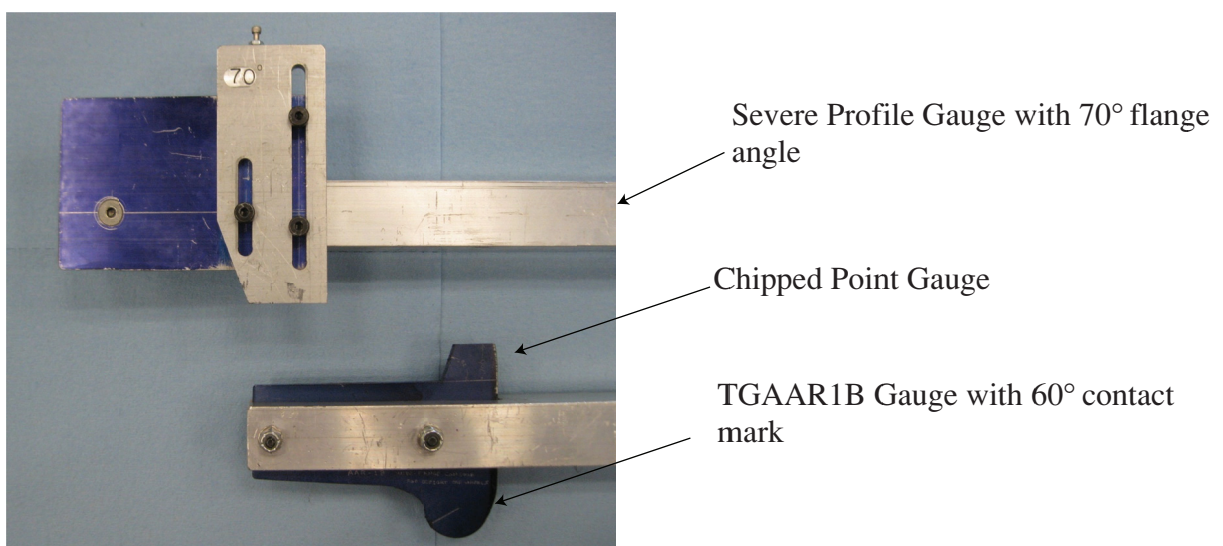 70°
Severe Profile Gauge with 70° flange
angle
Chipped Point Gauge
TGAAR1B Gauge with 60° contact
mark